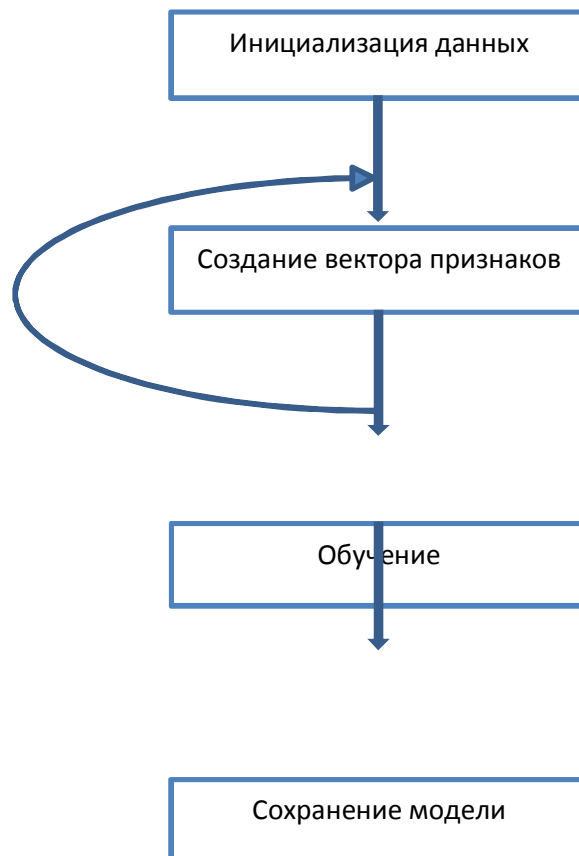 Инициализация данных
Создание вектора признаков
Обучение
Сохранение модели